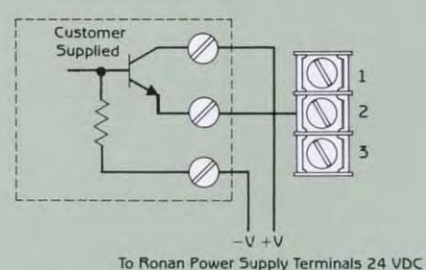 Customer
Supplied
1
2
3
−V +V
To Ronan Power Supply Terminals 24 VDC